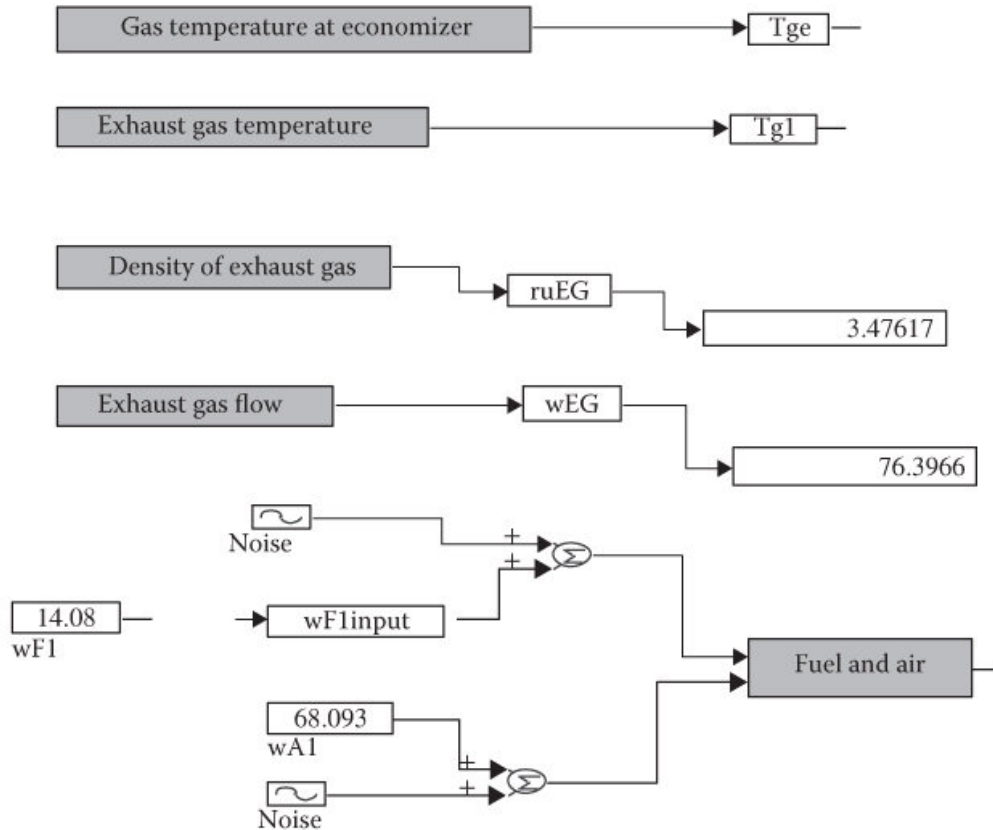 Gas temperature at economizer
Tge
Exhaust gas temperature
Tg1
Density of exhaust gas
ruEG
3.47617
Exhaust gas flow
wEG
76.3966
Noise
+
+
Σ
14.08
wF1
wF1input
Fuel and air
68.093
wA1
+
+
Σ
Noise